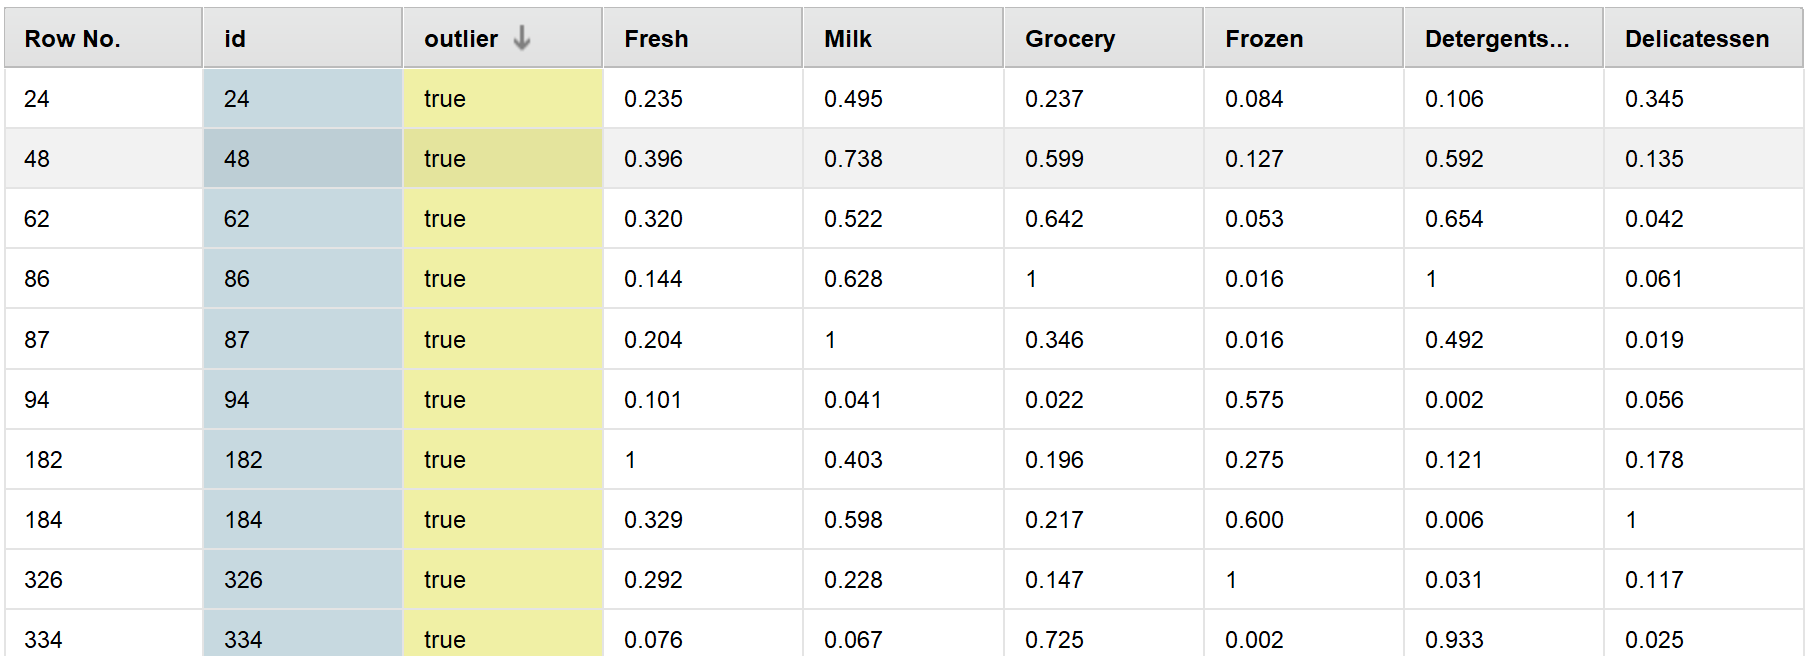 Row No. id outlier Fresh Milk Grocery Frozen Detergents... Delicatessen
24 24 true 0.235 0.495 0.237 0.084 0.106 0.345
48 48 true 0.396 0.738 0.599 0.127 0.592 0.135
62 62 true 0.320 0.522 0.642 0.053 0.654 0.042
86 86 true 0.144 0.628 1 0.016 1 0.061
87 87 true 0.204 1 0.346 0.016 0.492 0.019
94 94 true 0.101 0.041 0.022 0.575 0.002 0.056
182 182 true 1 0.403 0.196 0.275 0.121 0.178
184 184 true 0.329 0.598 0.217 0.600 0.006 1
326 326 true 0.292 0.228 0.147 1 0.031 0.117
334 334 true 0.076 0.067 0.725 0.002 0.933 0.025